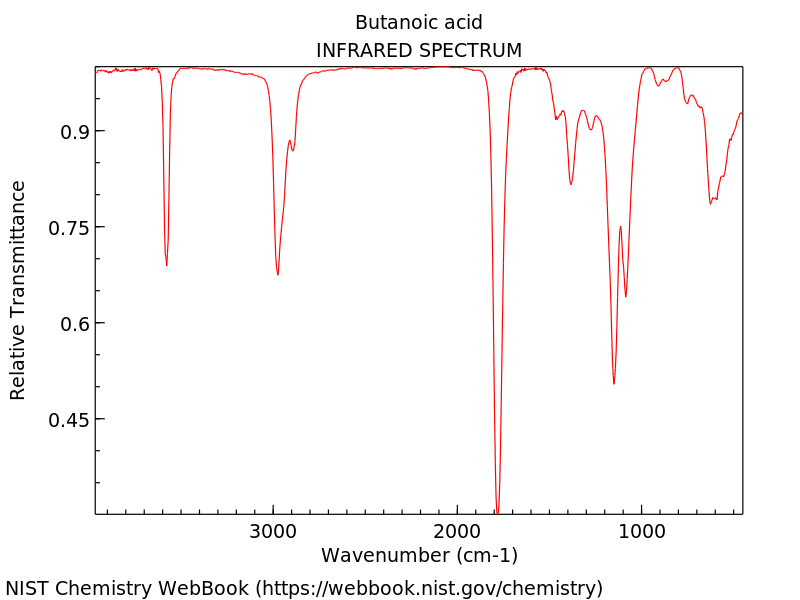 Butanoic acid
INFRARED SPECTRUM
0.9
0.75
0.6
0.45
Relative Transmittance
3000 2000 1000
Wavenumber (cm-1)
NIST Chemistry WebBook (https://webbook.nist.gov/chemistry)